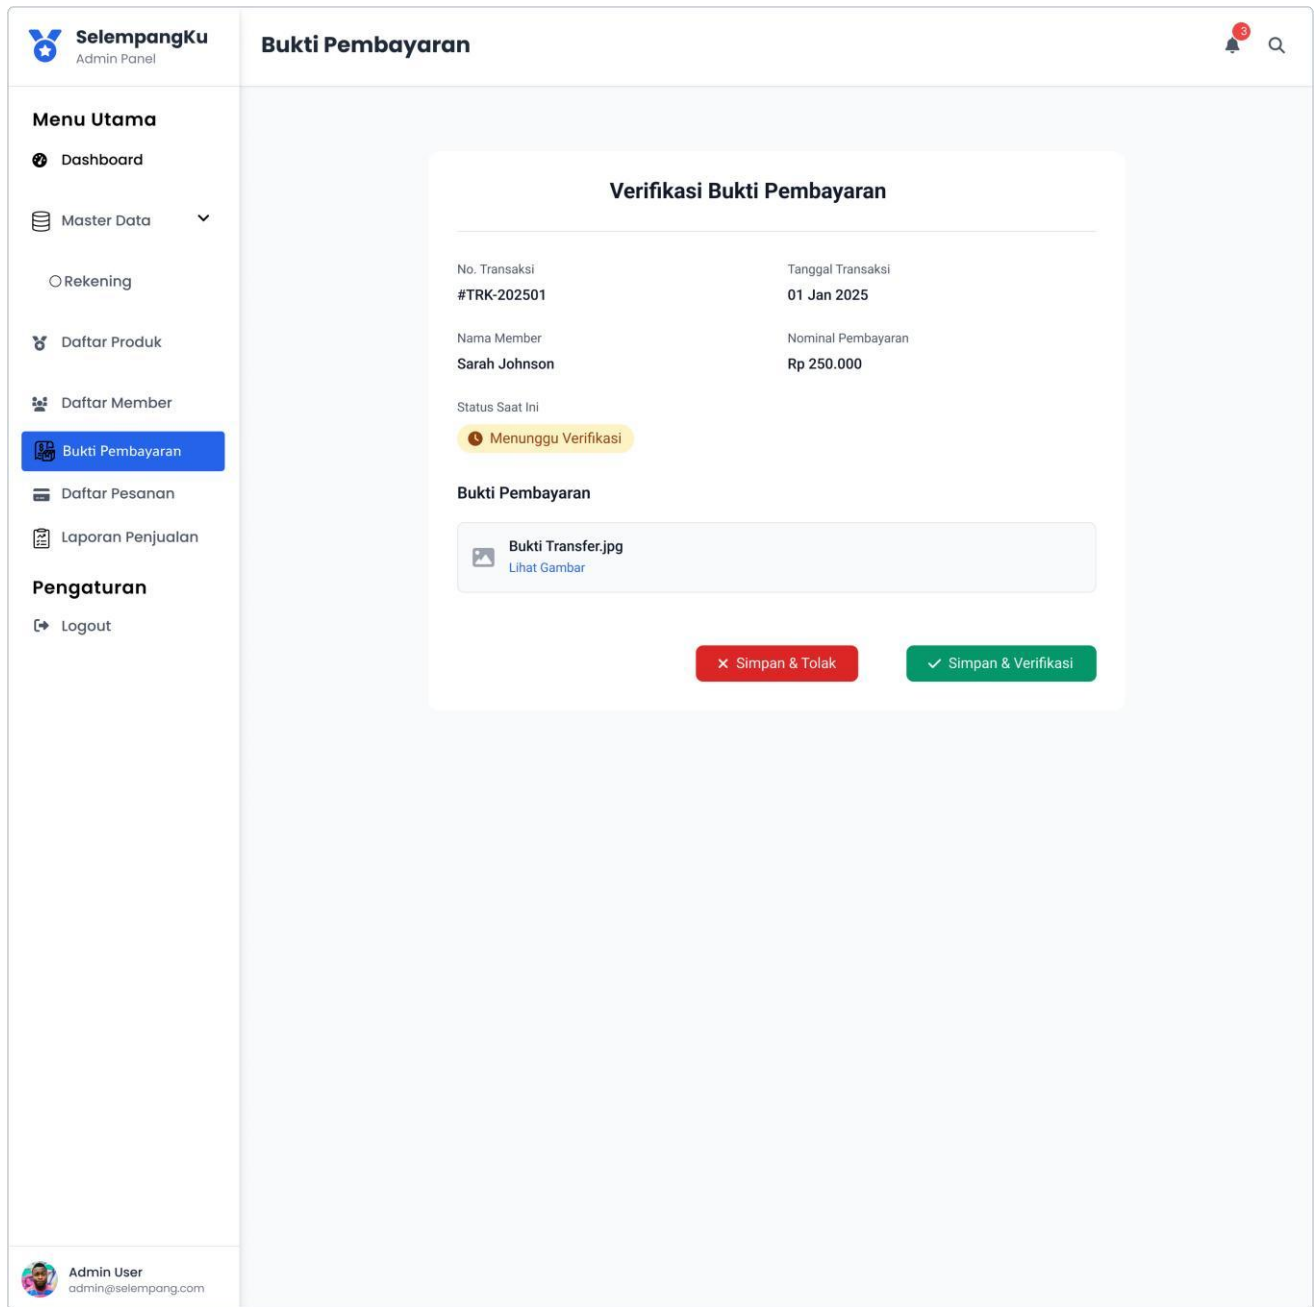 SelempangKu
Admin Panel
Bukti Pembayaran
3
Menu Utama
Dashboard
Master Data
Rekening
Daftar Produk
Daftar Member
Bukti Pembayaran
Daftar Pesanan
Laporan Penjualan
Pengaturan
Logout
Verifikasi Bukti Pembayaran
No. Transaksi
#TRK-202501
Tanggal Transaksi
01 Jan 2025
Nama Member
Sarah Johnson
Nominal Pembayaran
Rp 250.000
Status Saat Ini
Menunggu Verifikasi
Bukti Pembayaran
Bukti Transfer.jpg
Lihat Gambar
Simpan & Tolak
Simpan & Verifikasi
Admin User
admin@selempang.com